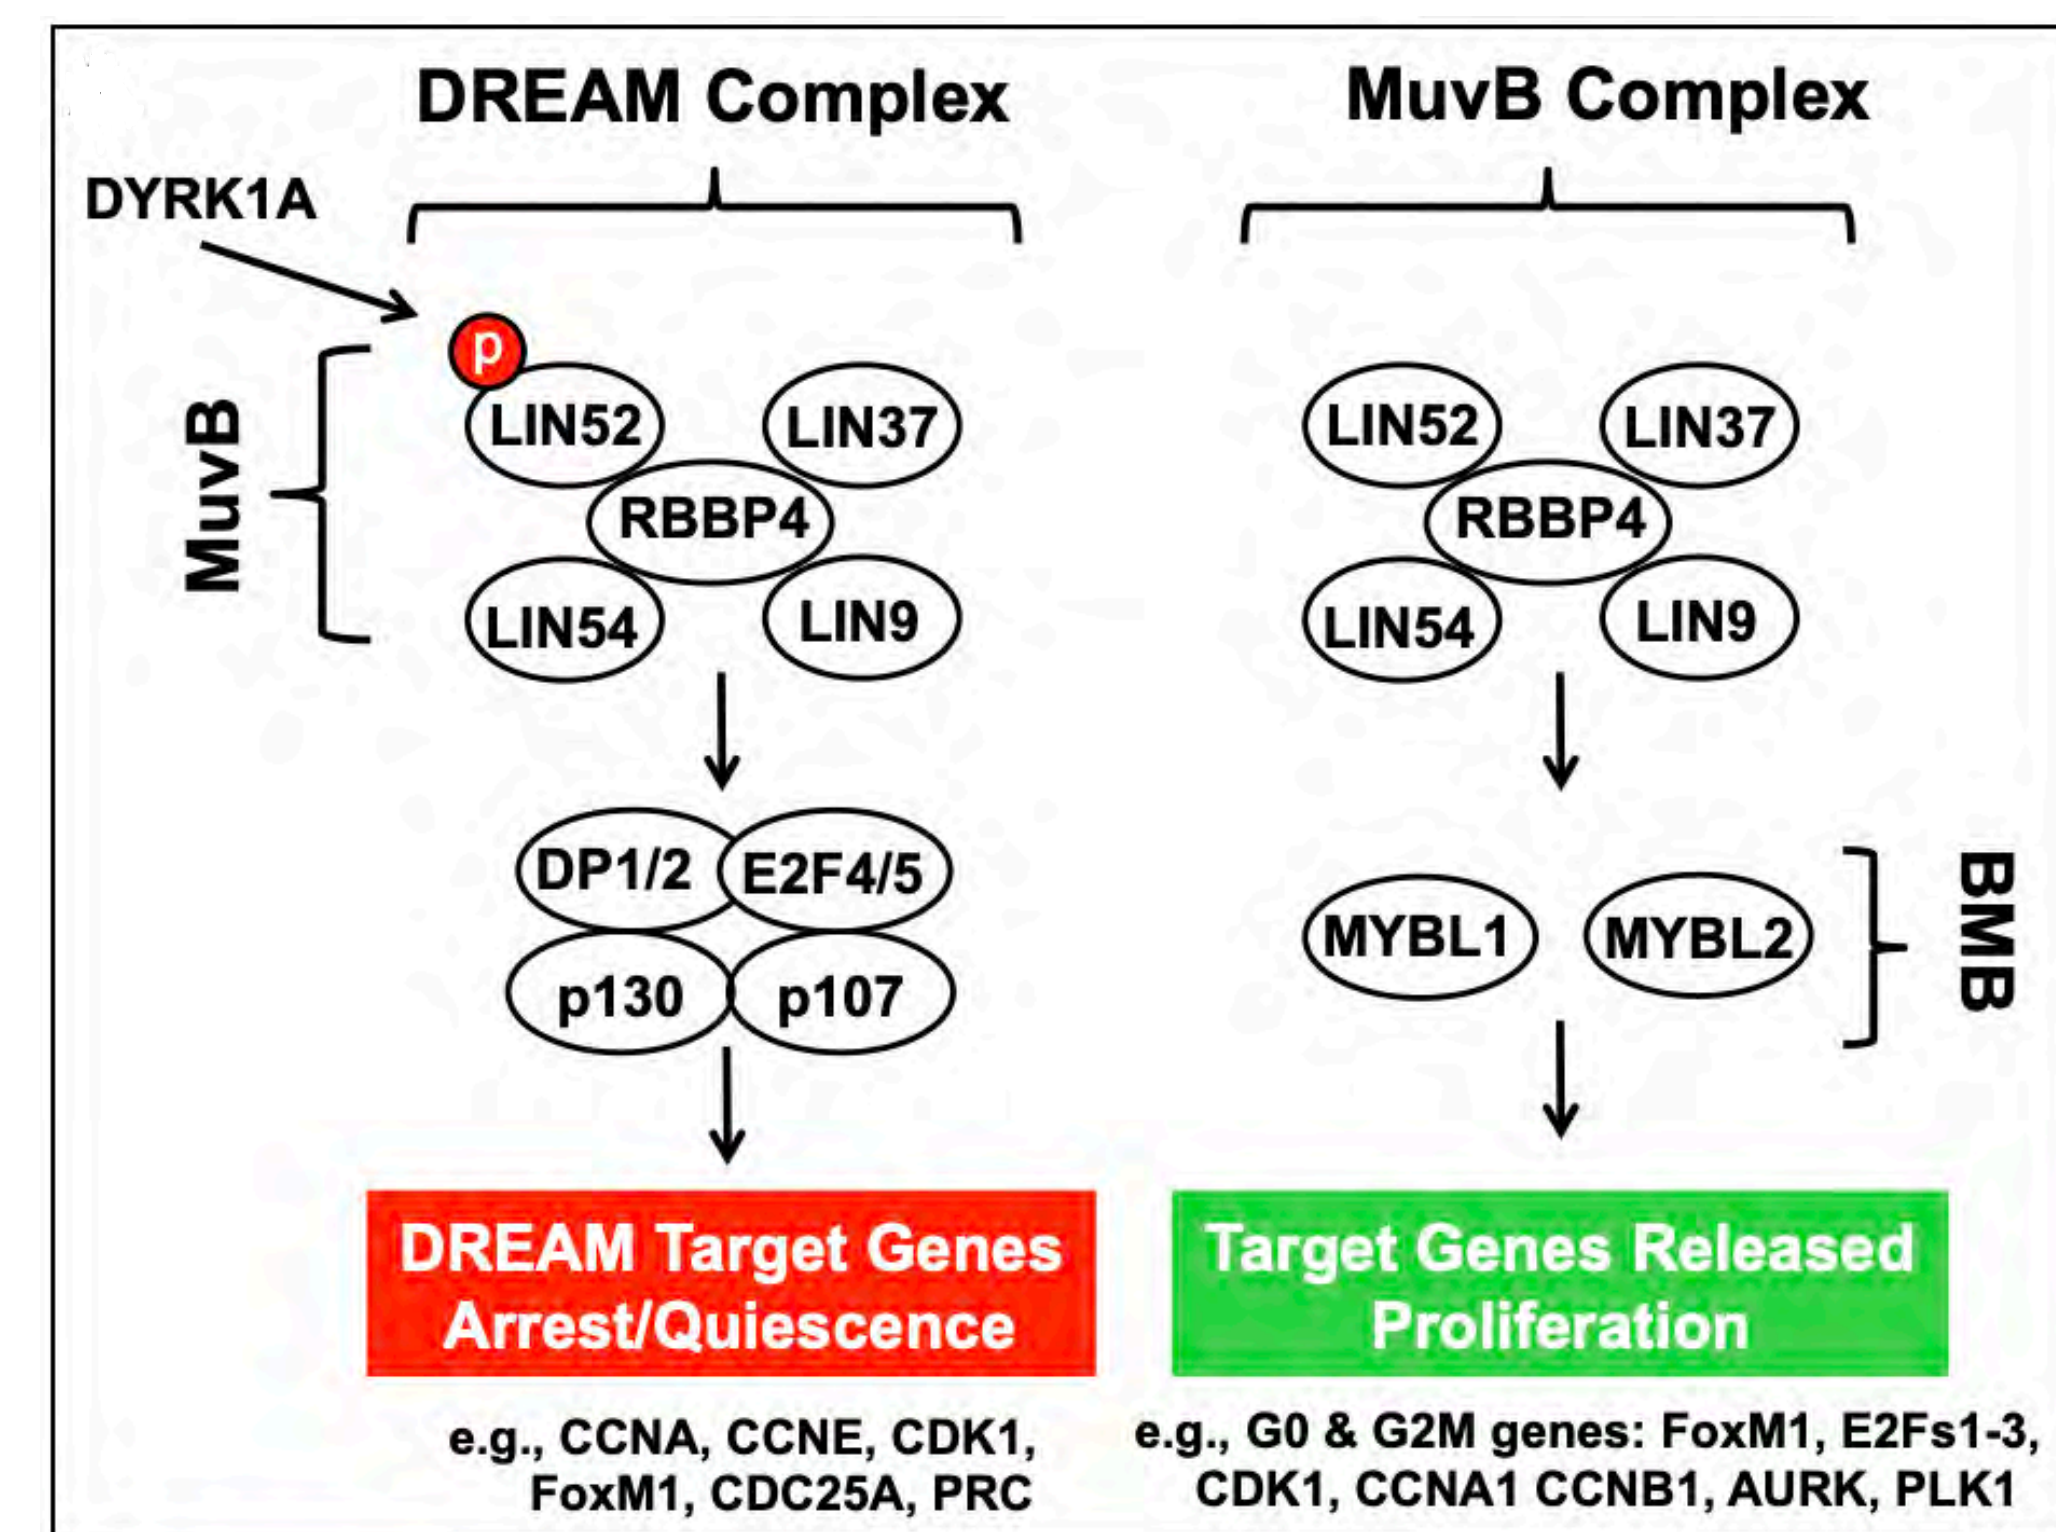 DREAM Complex
MuvB Complex
DYRK1A
p
MuvB
LIN52
LIN37
RBBP4
LIN54
LIN9
LIN52
LIN37
RBBP4
LIN54
LIN9
DP1/2
E2F4/5
p130
p107
MYBL1
MYBL2
BMB
DREAM Target Genes
Arrest/Quiescence
Target Genes Released
Proliferation
e.g., CCNA, CCNE, CDK1,
FoxM1, CDC25A, PRC
e.g., G0 & G2M genes: FoxM1, E2Fs1-3,
CDK1, CCNA1 CCNB1, AURK, PLK1